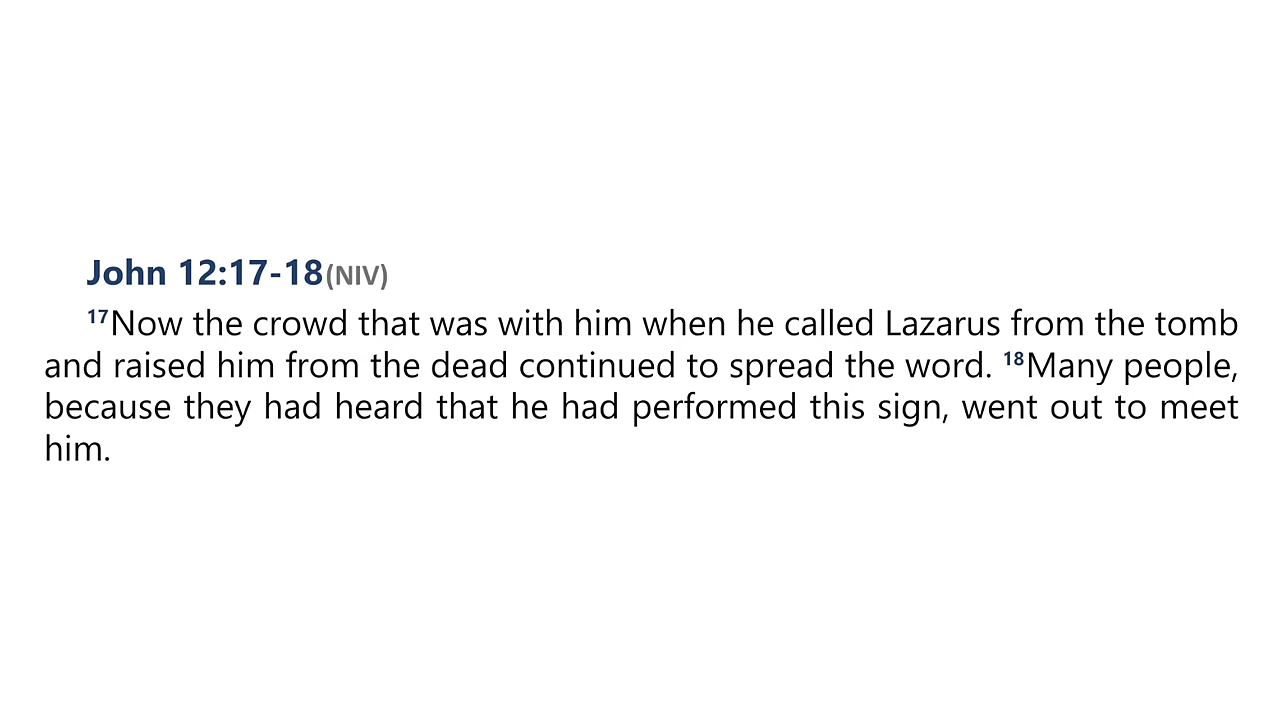 John 12:17-18(NIV)
17Now the crowd that was with him when he called Lazarus from the tomb
and raised him from the dead continued to spread the word. 18Many people,
because they had heard that he had performed this sign, went out to meet
him.